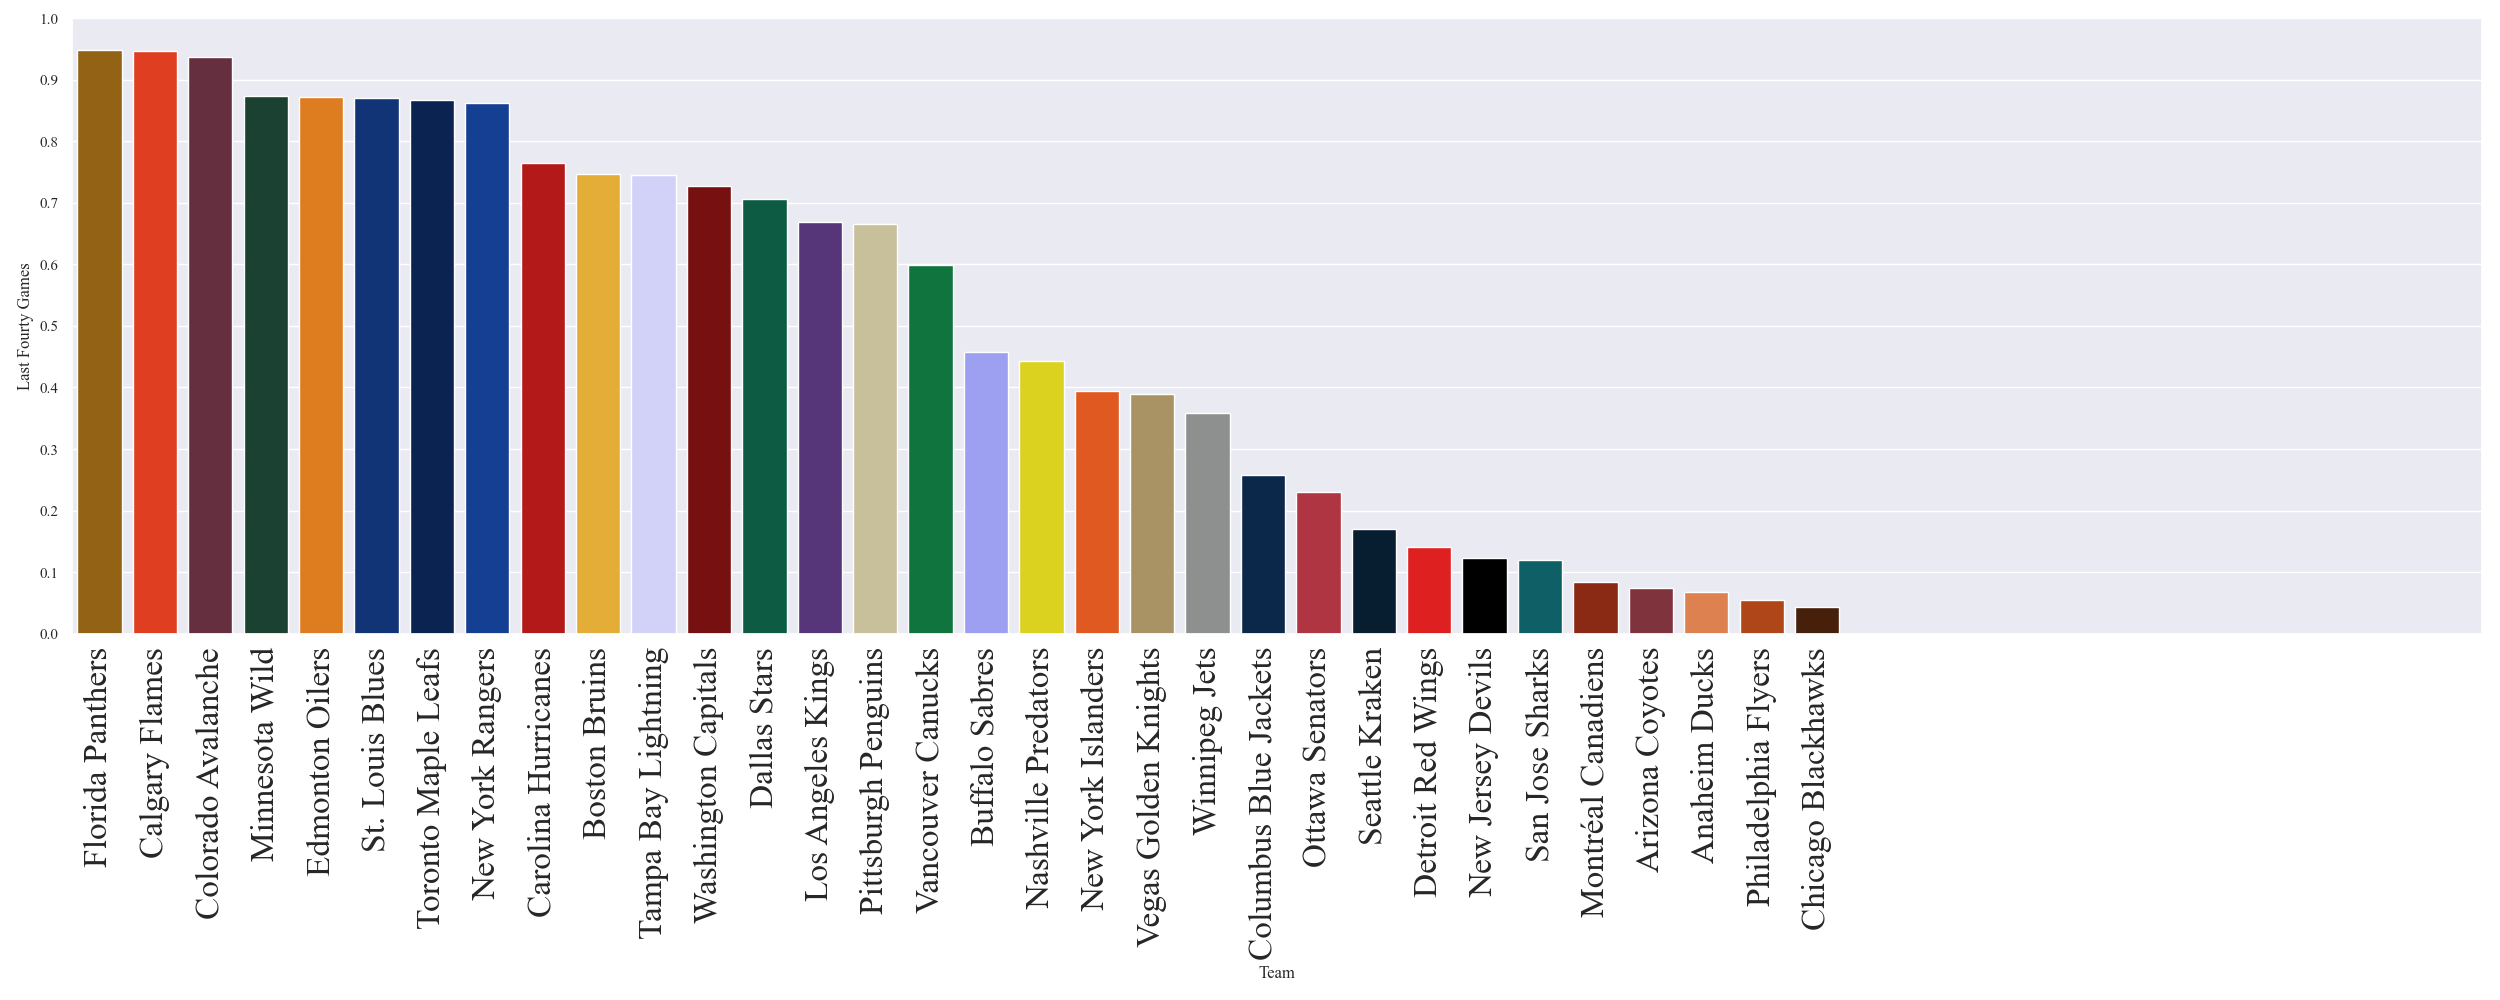 1.0
0.9
0.8
0.7
0.6
0.5
0.4
0.3
0.2
0.1
0.0
Last Fourty Games
Florida Panthers
Calgary Flames
Colorado Avalanche
Minnesota Wild
Edmonton Oilers
St. Louis Blues
Toronto Maple Leafs
New York Rangers
Carolina Hurricanes
Boston Bruins
Tampa Bay Lightning
Washington Capitals
Dallas Stars
Los Angeles Kings
Pittsburgh Penguins
Vancouver Canucks
Buffalo Sabres
Nashville Predators
New York Islanders
Vegas Golden Knights
Winnipeg Jets
Columbus Blue Jackets
Ottawa Senators
Seattle Kraken
Detroit Red Wings
New Jersey Devils
San Jose Sharks
Montréal Canadiens
Arizona Coyotes
Anaheim Ducks
Philadelphia Flyers
Chicago Blackhawks
Team